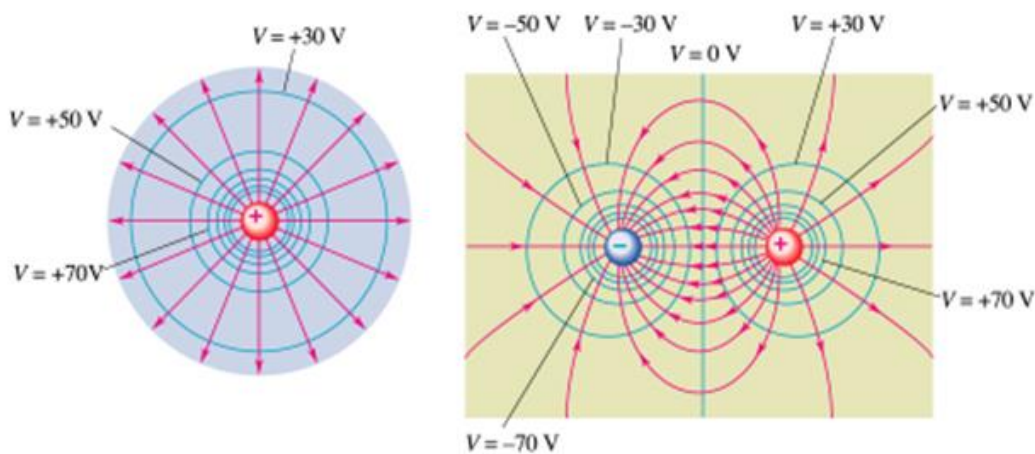 V = +30 V
V = +50 V
V = +70V
+
V = –50 V
V = –30 V
V = 0 V
V = +30 V
V = +50 V
–
+
V = +70 V
V = –70 V